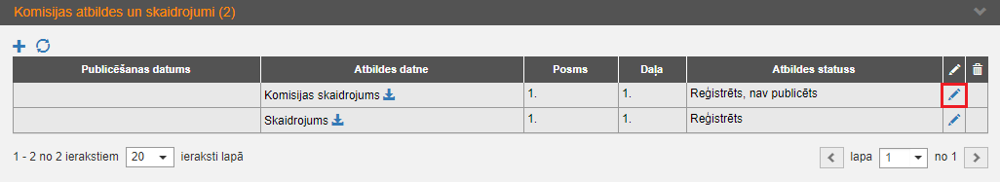 Komisijas atbildes un skaidrojumi (2)
Publicēšanas datums Atbildes datne Posms Daļa Atbildes statuss
Komisijas skaidrojums 1. 1. Reģistrēts, nav publicēts
Skaidrojums 1. 1. Reģistrēts
1 - 2 no 2 ierakstiem 20 ieraksti lapā lapa 1 no 1